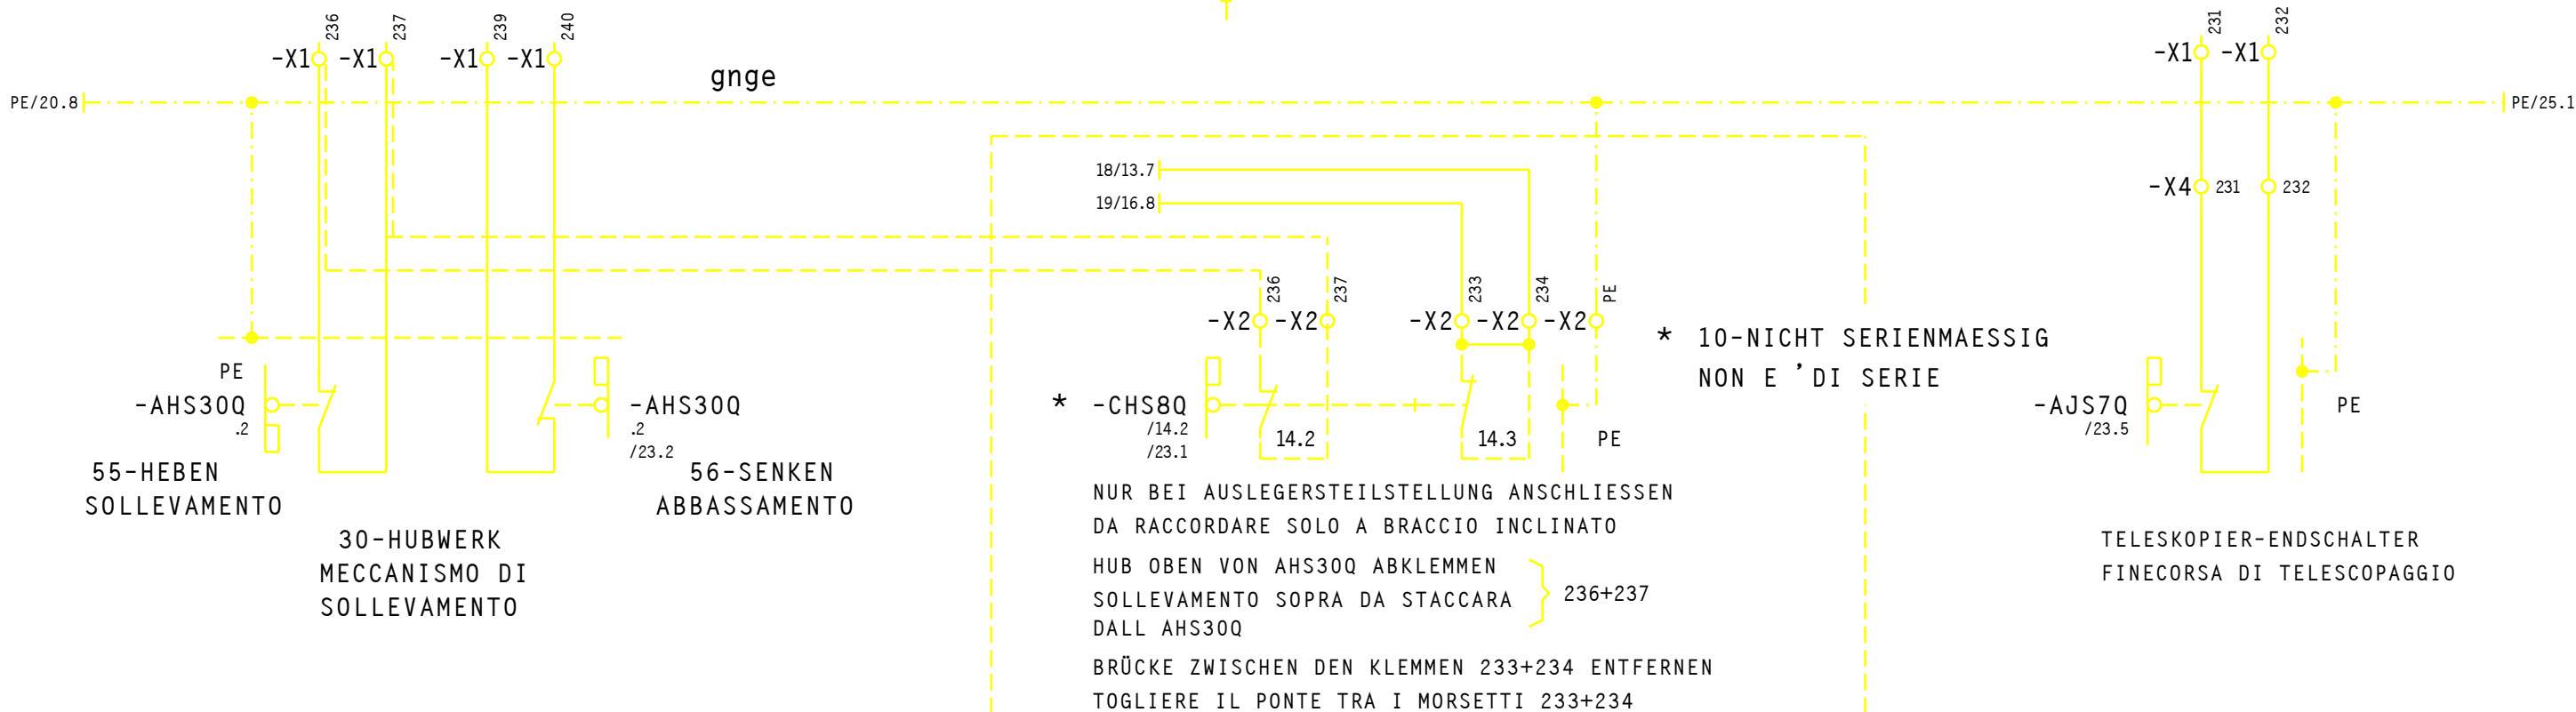 236 237 239 240
-X1 -X1 -X1 -X1
gnge
PE/20.8
PE/25.1
231 232
-X1 -X1
18/13.7
19/16.8
-X4 231 232
236 237 233 234 PE
-X2 -X2 -X2 -X2 -X2
* 10-NICHT SERIENMAESSIG
NON E 'DI SERIE
PE
-AHS30Q
.2
-AHS30Q
.2
/23.2
* -CHS8Q
/14.2
/23.1
14.2
14.3
PE
-AJS7Q
/23.5
PE
55-HEBEN
SOLLEVAMENTO
56-SENKEN
ABBASSAMENTO
30-HUBWERK
MECCANISMO DI
SOLLEVAMENTO
NUR BEI AUSLEGERSTEILSTELLUNG ANSCHLIESSEN
DA RACCORDARE SOLO A BRACCIO INCLINATO
HUB OBEN VON AHS30Q ABKLEMMEN
SOLLEVAMENTO SOPRA DA STACCARA
DALL AHS30Q
236+237
BRÜCKE ZWISCHEN DEN KLEMMEN 233+234 ENTFERNEN
TOGLIERE IL PONTE TRA I MORSETTI 233+234
TELESKOPIER-ENDSCHALTER
FINECORSA DI TELESCOPAGGIO